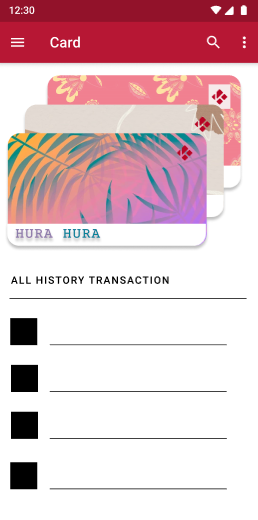 12:30
Card
HURA HURA
ALL HISTORY TRANSACTION